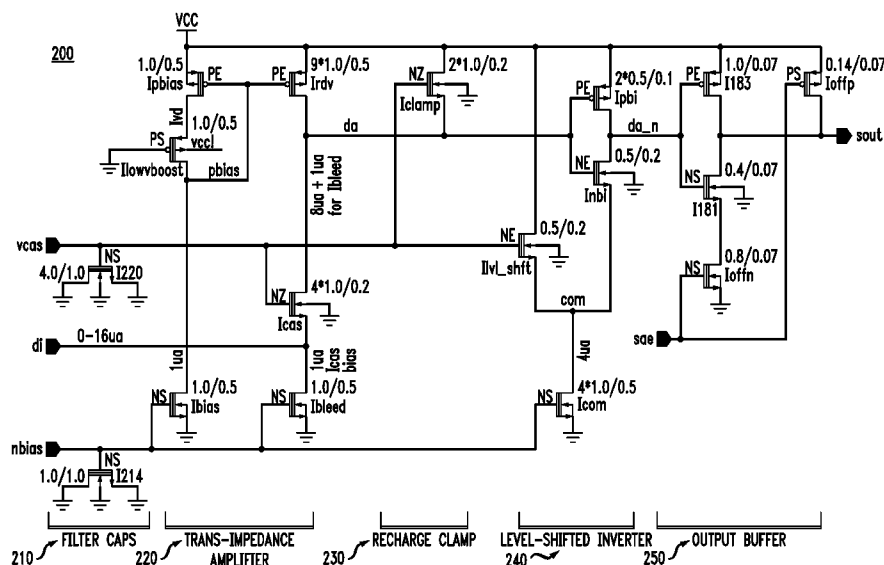 VCC
200
1.0/0.5
PE
Ipbias
9*1.0/0.5
PE
Irdv
2*1.0/0.2
NZ
Iclamp
2*0.5/0.1
PE
Ipbi
1.0/0.07
PE
I183
0.14/0.07
PS
Ioffp
Ivd
1.0/0.5
PS
vccl
Ilowvboost
pbias
da
da_n
sout
8ua + 1ua
for Ibleed
0.5/0.2
NE
Inbi
0.4/0.07
NS
I181
vcas
NS
4.0/1.0
I220
0.5/0.2
NE
Ilvl_shft
0.8/0.07
NS
Ioffn
4*1.0/0.2
NZ
Icas
com
sae
di
0-16ua
1ua
1ua
Icas
bias
4ua
1.0/0.5
NS
Ibias
1.0/0.5
NS
Ibleed
4*1.0/0.5
NS
Icom
nbias
NS
1.0/1.0
I214
FILTER CAPS
210
TRANS-IMPEDANCE
AMPLIFIER
220
RECHARGE CLAMP
230
LEVEL-SHIFTED INVERTER
240
OUTPUT BUFFER
250